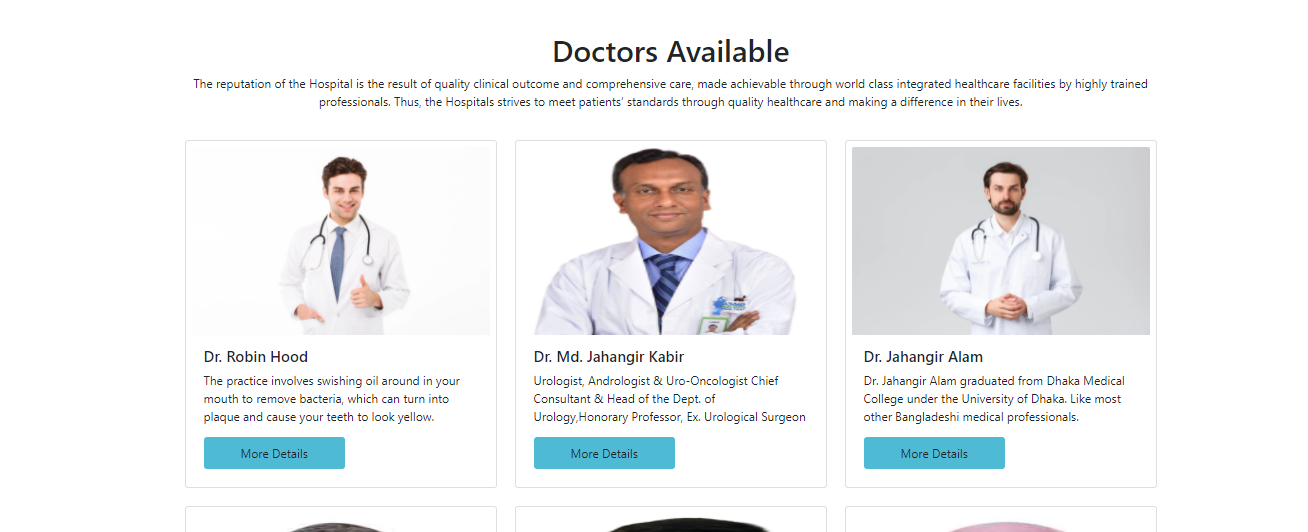 Doctors Available
The reputation of the Hospital is the result of quality clinical outcome and comprehensive care, made achievable through world class integrated healthcare facilities by highly trained
professionals. Thus, the Hospitals strives to meet patients' standards through quality healthcare and making a difference in their lives.
Dr. Robin Hood
The practice involves swishing oil around in your
mouth to remove bacteria, which can turn into
plaque and cause your teeth to look yellow.
More Details
Dr. Md. Jahangir Kabir
Urologist, Andrologist & Uro-Oncologist Chief
Consultant & Head of the Dept. of
Urology,Honorary Professor, Ex. Urological Surgeon
More Details
Dr. Jahangir Alam
Dr. Jahangir Alam graduated from Dhaka Medical
College under the University of Dhaka. Like most
other Bangladeshi medical professionals.
More Details